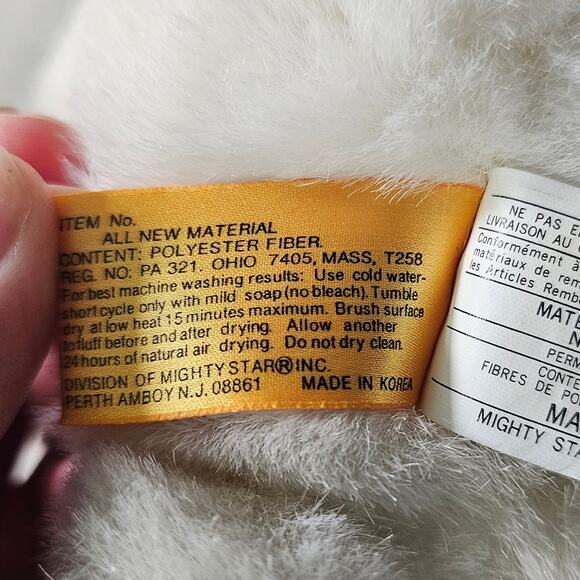 ITEM No.
ALL NEW MATERIAL
CONTENT: POLYESTER FIBER.
REG. NO: PA 321. OHIO 7405, MASS, T258
For best machine washing results: Use cold water-
short cycle only with mild soap (no bleach). Tumble
dry at low heat 15 minutes maximum. Brush surface
to fluff before and after drying. Allow another
24 hours of natural air drying. Do not dry clean.
DIVISION OF MIGHTY STAR® INC.
PERTH AMBOY N.J. 08861 MADE IN KOREA
NE PAS EN
LIVRAISON AU
Conformément à
matériaux de rem
les Articles Remb
MATE
N
PERM
CONTE
FIBRES DE PO
MA
MIGHTY STA